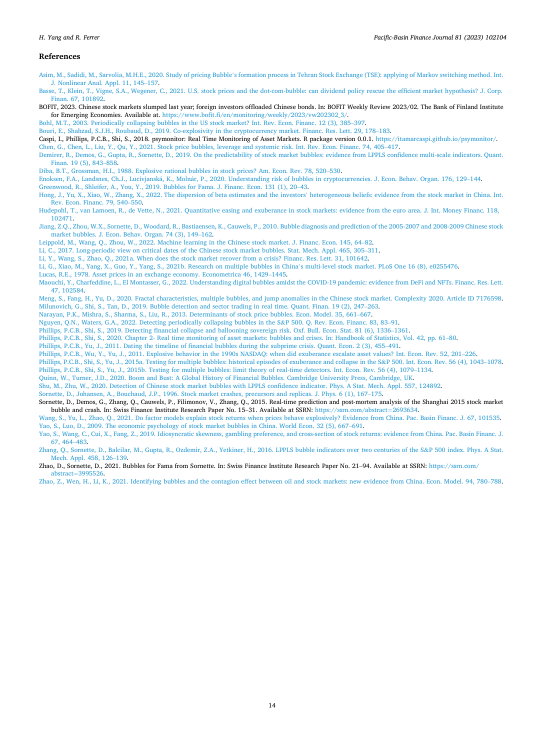 H. Yang and R. Ferrer
Pacific-Basin Finance Journal 81 (2023) 102104
References
Asim, M., Sadidi, M., Sarvolia, M.H.E., 2020. Study of pricing Bubble's formation process in Tehran Stock Exchange (TSE): applying of Markov switching method. Int.
J. Nonlinear Anal. Appl. 11, 145–157.
Basse, T., Klein, T., Vigne, S.A., Wegener, C., 2021. U.S. stock prices and the dot-com-bubble: can dividend policy rescue the efficient market hypothesis? J. Corp.
Finan. 67, 101892.
BOFIT, 2023. Chinese stock markets slumped last year; foreign investors offloaded Chinese bonds. In: BOFIT Weekly Review 2023/02. The Bank of Finland Institute
for Emerging Economies. Available at. https://www.bofit.fi/en/monitoring/weekly/2023/vw202302_3/.
Bohl, M.T., 2003. Periodically collapsing bubbles in the US stock market? Int. Rev. Econ. Financ. 12 (3), 385–397.
Bouri, E., Shahzad, S.J.H., Roubaud, D., 2019. Co-explosivity in the cryptocurrency market. Financ. Res. Lett. 29, 178–183.
Caspi, I., Phillips, P.C.B., Shi, S., 2018. psymonitor: Real Time Monitoring of Asset Markets. R package version 0.0.1. https://itamarcaspi.github.io/psymonitor/.
Chen, G., Chen, L., Liu, Y., Qu, Y., 2021. Stock price bubbles, leverage and systemic risk. Int. Rev. Econ. Financ. 74, 405–417.
Demirer, R., Demos, G., Gupta, R., Sornette, D., 2019. On the predictability of stock market bubbles: evidence from LPPLS confidence multi-scale indicators. Quant.
Finan. 19 (5), 843–858.
Diba, B.T., Grossman, H.I., 1988. Explosive rational bubbles in stock prices? Am. Econ. Rev. 78, 520–530.
Enoksen, F.A., Landsnes, Ch.J., Lučivjanská, K., Molnár, P., 2020. Understanding risk of bubbles in cryptocurrencies. J. Econ. Behav. Organ. 176, 129–144.
Greenwood, R., Shleifer, A., You, Y., 2019. Bubbles for Fama. J. Financ. Econ. 131 (1), 20–43.
Hong, J., Yu, X., Xiao, W., Zhang, X., 2022. The dispersion of beta estimates and the investors' heterogeneous beliefs: evidence from the stock market in China. Int.
Rev. Econ. Financ. 79, 540–550.
Hudepohl, T., van Lamoen, R., de Vette, N., 2021. Quantitative easing and exuberance in stock markets: evidence from the euro area. J. Int. Money Financ. 118,
102471.
Jiang, Z.Q., Zhou, W.X., Sornette, D., Woodard, R., Bastiaensen, K., Cauwels, P., 2010. Bubble diagnosis and prediction of the 2005-2007 and 2008-2009 Chinese stock
market bubbles. J. Econ. Behav. Organ. 74 (3), 149–162.
Leippold, M., Wang, Q., Zhou, W., 2022. Machine learning in the Chinese stock market. J. Financ. Econ. 145, 64–82.
Li, C., 2017. Long-periodic view on critical dates of the Chinese stock market bubbles. Stat. Mech. Appl. 465, 305–311.
Li, Y., Wang, S., Zhao, Q., 2021a. When does the stock market recover from a crisis? Financ. Res. Lett. 31, 101642.
Li, G., Xiao, M., Yang, X., Guo, Y., Yang, S., 2021b. Research on multiple bubbles in China's multi-level stock market. PLoS One 16 (8), e0255476.
Lucas, R.E., 1978. Asset prices in an exchange economy. Econometrica 46, 1429–1445.
Maouchi, Y., Charfeddine, L., El Montasser, G., 2022. Understanding digital bubbles amidst the COVID-19 pandemic: evidence from DeFi and NFTs. Financ. Res. Lett.
47, 102584.
Meng, S., Fang, H., Yu, D., 2020. Fractal characteristics, multiple bubbles, and jump anomalies in the Chinese stock market. Complexity 2020. Article ID 7176598.
Milunovich, G., Shi, S., Tan, D., 2019. Bubble detection and sector trading in real time. Quant. Finan. 19 (2), 247–263.
Narayan, P.K., Mishra, S., Sharma, S., Liu, R., 2013. Determinants of stock price bubbles. Econ. Model. 35, 661–667.
Nguyen, Q.N., Waters, G.A., 2022. Detecting periodically collapsing bubbles in the S&P 500. Q. Rev. Econ. Financ. 83, 83–91.
Phillips, P.C.B., Shi, S., 2019. Detecting financial collapse and ballooning sovereign risk. Oxf. Bull. Econ. Stat. 81 (6), 1336–1361.
Phillips, P.C.B., Shi, S., 2020. Chapter 2- Real time monitoring of asset markets: bubbles and crises. In: Handbook of Statistics, Vol. 42, pp. 61–80.
Phillips, P.C.B., Yu, J., 2011. Dating the timeline of financial bubbles during the subprime crisis. Quant. Econ. 2 (3), 455–491.
Phillips, P.C.B., Wu, Y., Yu, J., 2011. Explosive behavior in the 1990s NASDAQ: when did exuberance escalate asset values? Int. Econ. Rev. 52, 201–226.
Phillips, P.C.B., Shi, S., Yu, J., 2015a. Testing for multiple bubbles: historical episodes of exuberance and collapse in the S&P 500. Int. Econ. Rev. 56 (4), 1043–1078.
Phillips, P.C.B., Shi, S., Yu, J., 2015b. Testing for multiple bubbles: limit theory of real-time detectors. Int. Econ. Rev. 56 (4), 1079–1134.
Quinn, W., Turner, J.D., 2020. Boom and Bust: A Global History of Financial Bubbles. Cambridge University Press, Cambridge, UK.
Shu, M., Zhu, W., 2020. Detection of Chinese stock market bubbles with LPPLS confidence indicator. Phys. A Stat. Mech. Appl. 557, 124892.
Sornette, D., Johansen, A., Bouchaud, J.P., 1996. Stock market crashes, precursors and replicas. J. Phys. 6 (1), 167–175.
Sornette, D., Demos, G., Zhang, Q., Cauwels, P., Filimonov, V., Zhang, Q., 2015. Real-time prediction and post-mortem analysis of the Shanghai 2015 stock market
bubble and crash. In: Swiss Finance Institute Research Paper No. 15–31. Available at SSRN: https://ssrn.com/abstract=2693634.
Wang, S., Yu, L., Zhao, Q., 2021. Do factor models explain stock returns when prices behave explosively? Evidence from China. Pac. Basin Financ. J. 67, 101535.
Yao, S., Luo, D., 2009. The economic psychology of stock market bubbles in China. World Econ. 32 (5), 667–691.
Yao, S., Wang, C., Cui, X., Fang, Z., 2019. Idiosyncratic skewness, gambling preference, and cross-section of stock returns: evidence from China. Pac. Basin Financ. J.
67, 464–483.
Zhang, Q., Sornette, D., Balcilar, M., Gupta, R., Ozdemir, Z.A., Yetkiner, H., 2016. LPPLS bubble indicators over two centuries of the S&P 500 index. Phys. A Stat.
Mech. Appl. 458, 126–139.
Zhao, D., Sornette, D., 2021. Bubbles for Fama from Sornette. In: Swiss Finance Institute Research Paper No. 21–94. Available at SSRN: https://ssrn.com/
abstract=3995526.
Zhao, Z., Wen, H., Li, K., 2021. Identifying bubbles and the contagion effect between oil and stock markets: new evidence from China. Econ. Model. 94, 780–788.
14